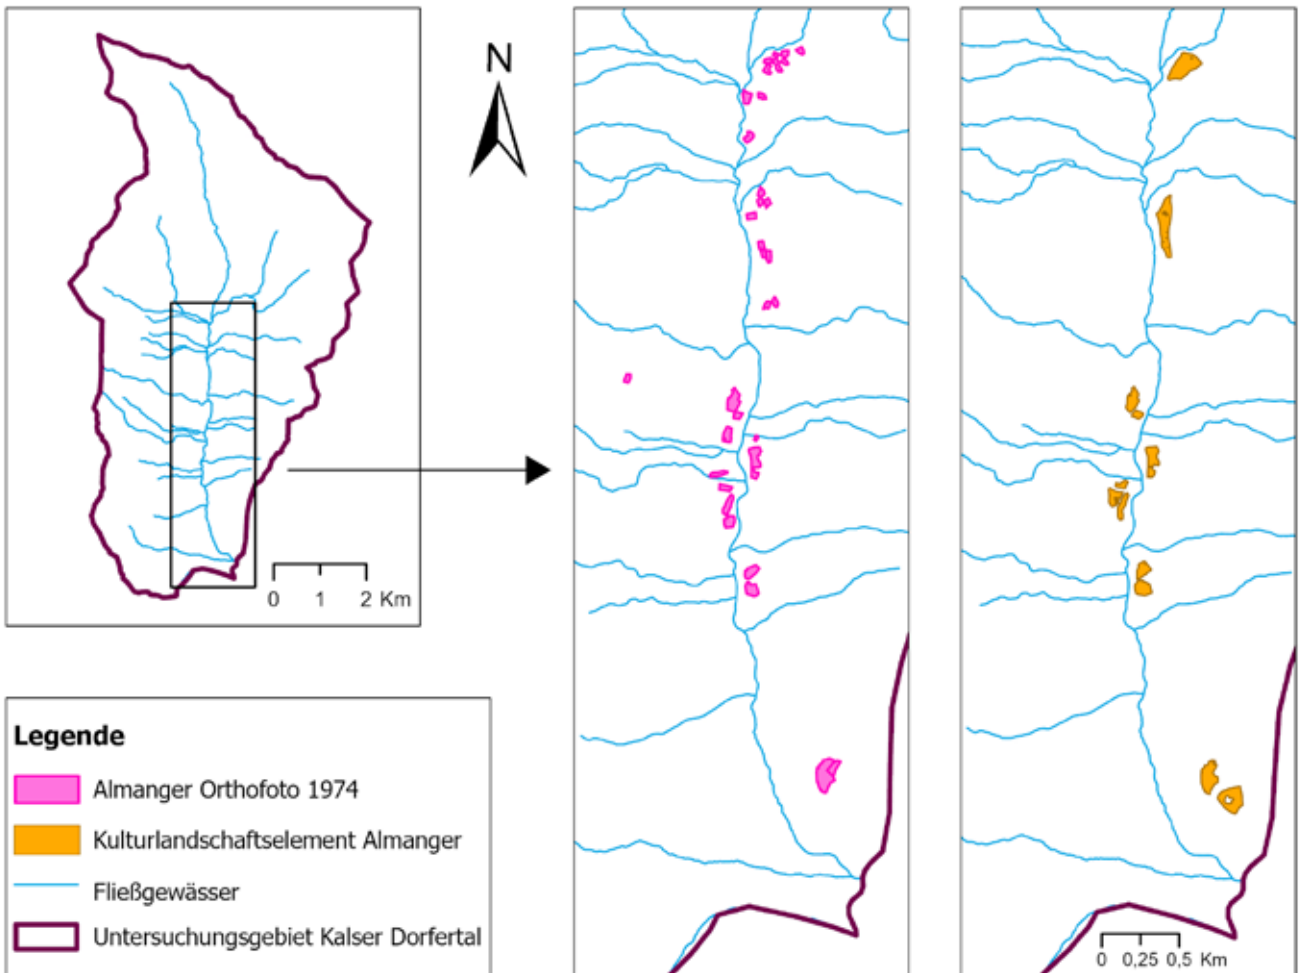 N
0 1 2 Km
Legende
Almanger Orthofoto 1974
Kulturlandschaftselement Almanger
Fließgewässer
Untersuchungsgebiet Kalser Dorfertal
0 0,25 0,5 Km